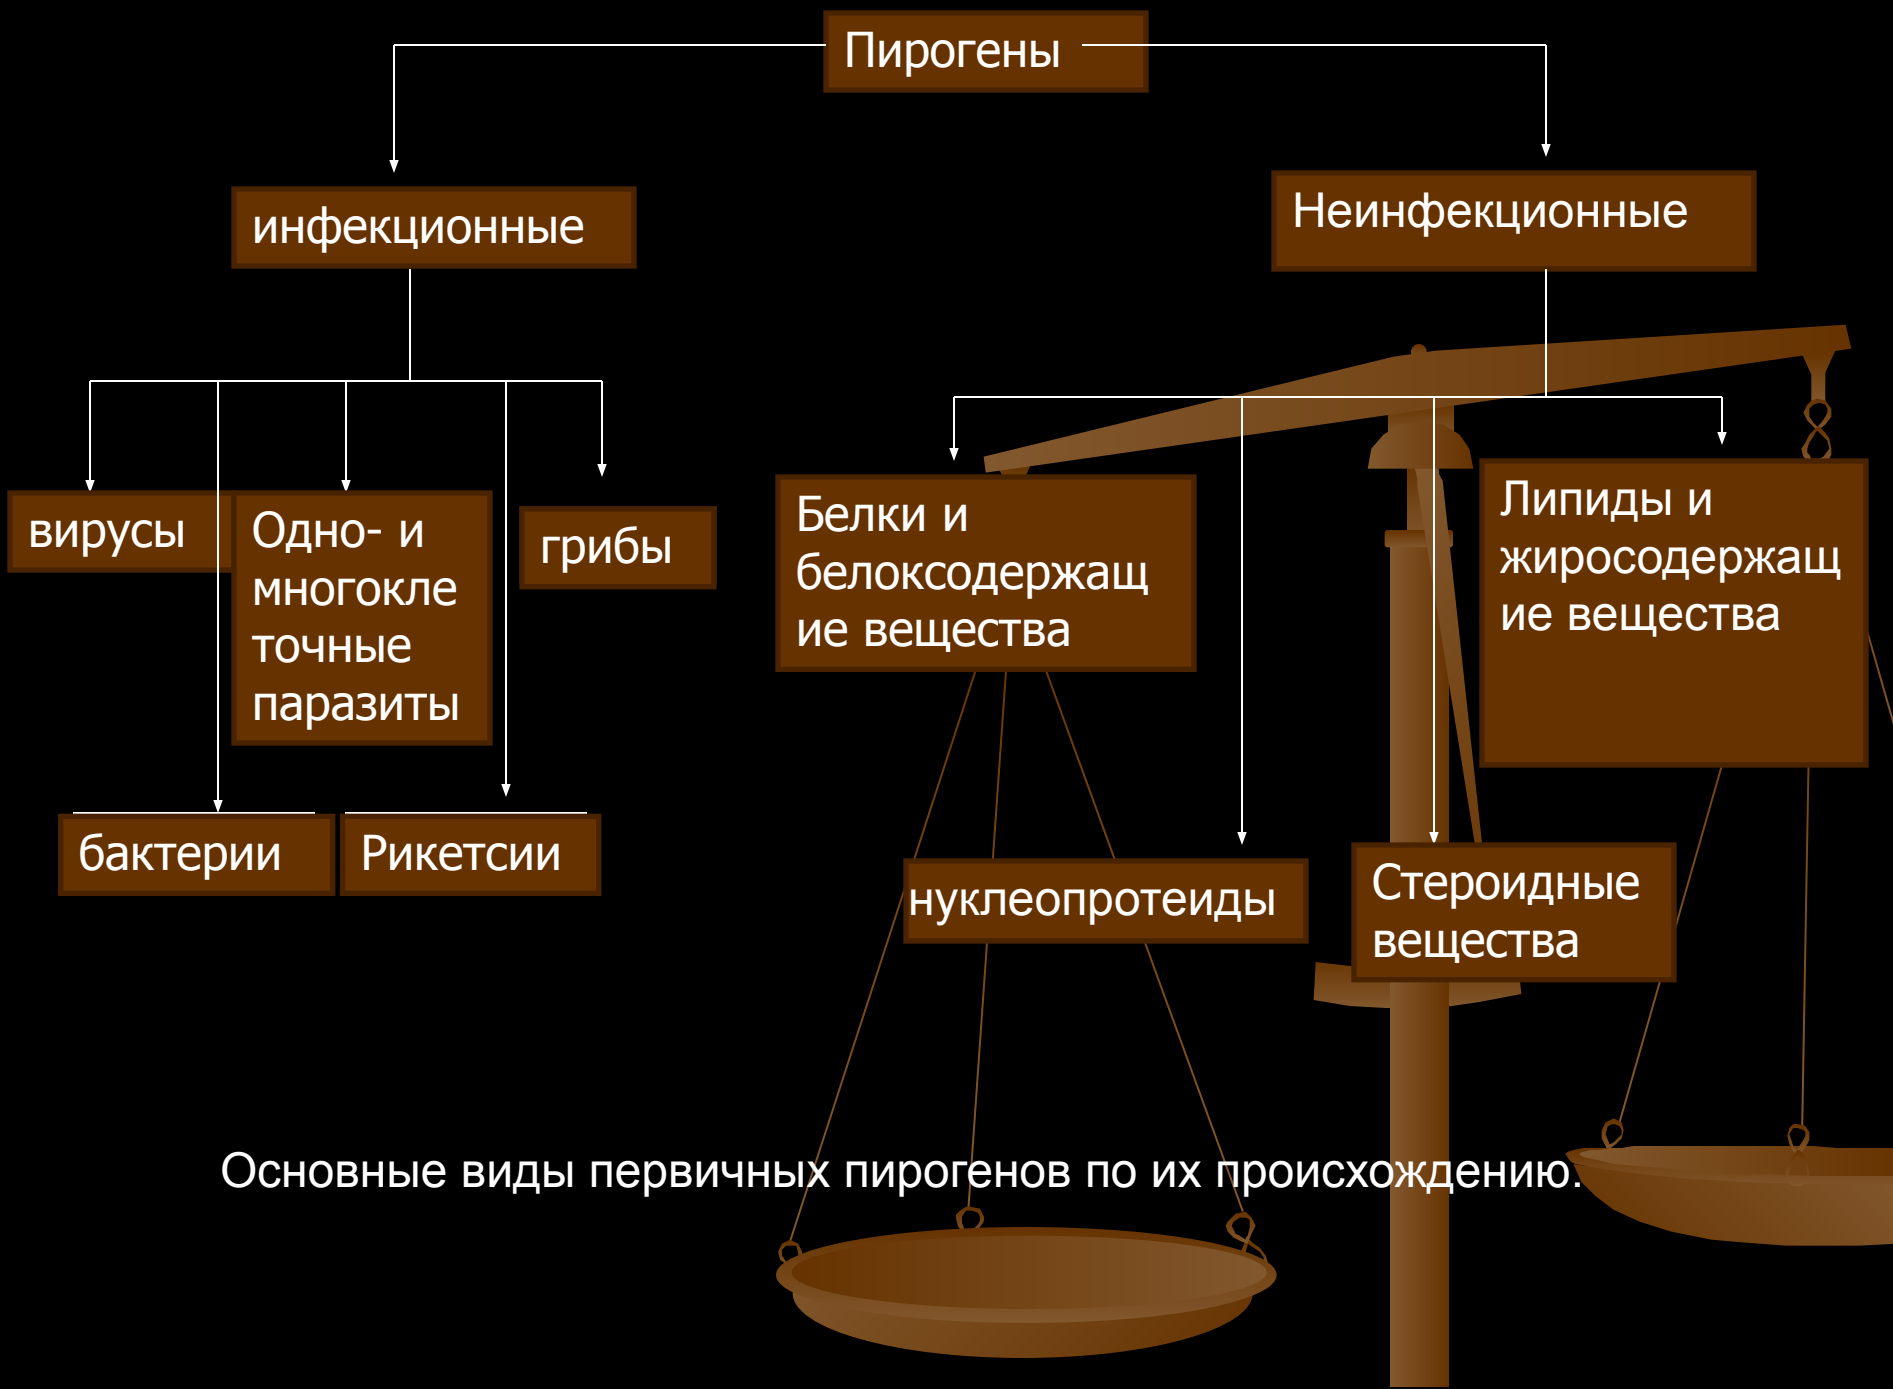 Пирогены
инфекционные
Неинфекционные
вирусы
Одно- и
многокле
точные
паразиты
грибы
Белки и
белоксодержащ
ие вещества
Липиды и
жиросодержащ
ие вещества
бактерии
Рикетсии
нуклеопротеиды
Стероидные
вещества
Основные виды первичных пирогенов по их происхождению.